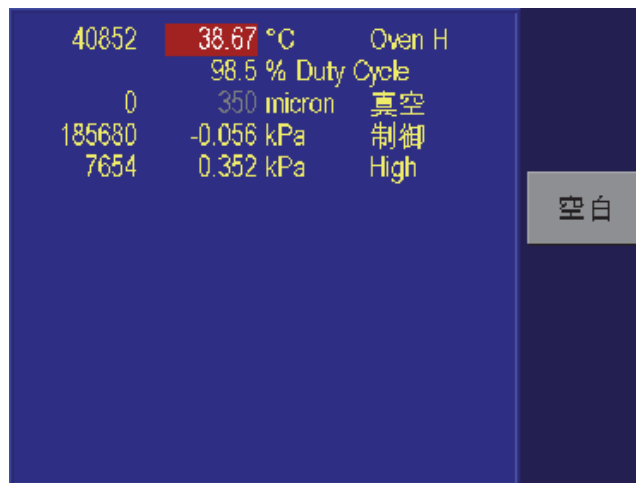 40852 38.67 °C Oven H
98.5 % Duty Cycle
0 350 micron 真空
185680 -0.056 kPa 制御
7654 0.352 kPa High
空白